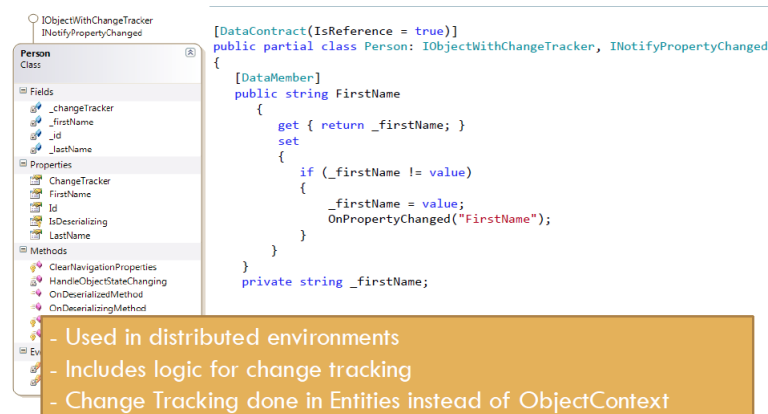 IObjectWithChangeTracker
INotifyPropertyChanged
Person
Class
Fields
_changeTracker
_firstName
_id
_lastName
Properties
ChangeTracker
FirstName
Id
IsDeserializing
LastName
Methods
ClearNavigationProperties
HandleObjectStateChanging
OnDeserializedMethod
OnDeserializingMethod
[DataContract(IsReference = true)]
public partial class Person: IObjectWithChangeTracker, INotifyPropertyChanged
{
[DataMember]
public string FirstName
{
get { return _firstName; }
set
{
if (_firstName != value)
{
_firstName = value;
OnPropertyChanged("FirstName");
}
}
}
private string _firstName;
- Used in distributed environments
- Includes logic for change tracking
- Change Tracking done in Entities instead of ObjectContext